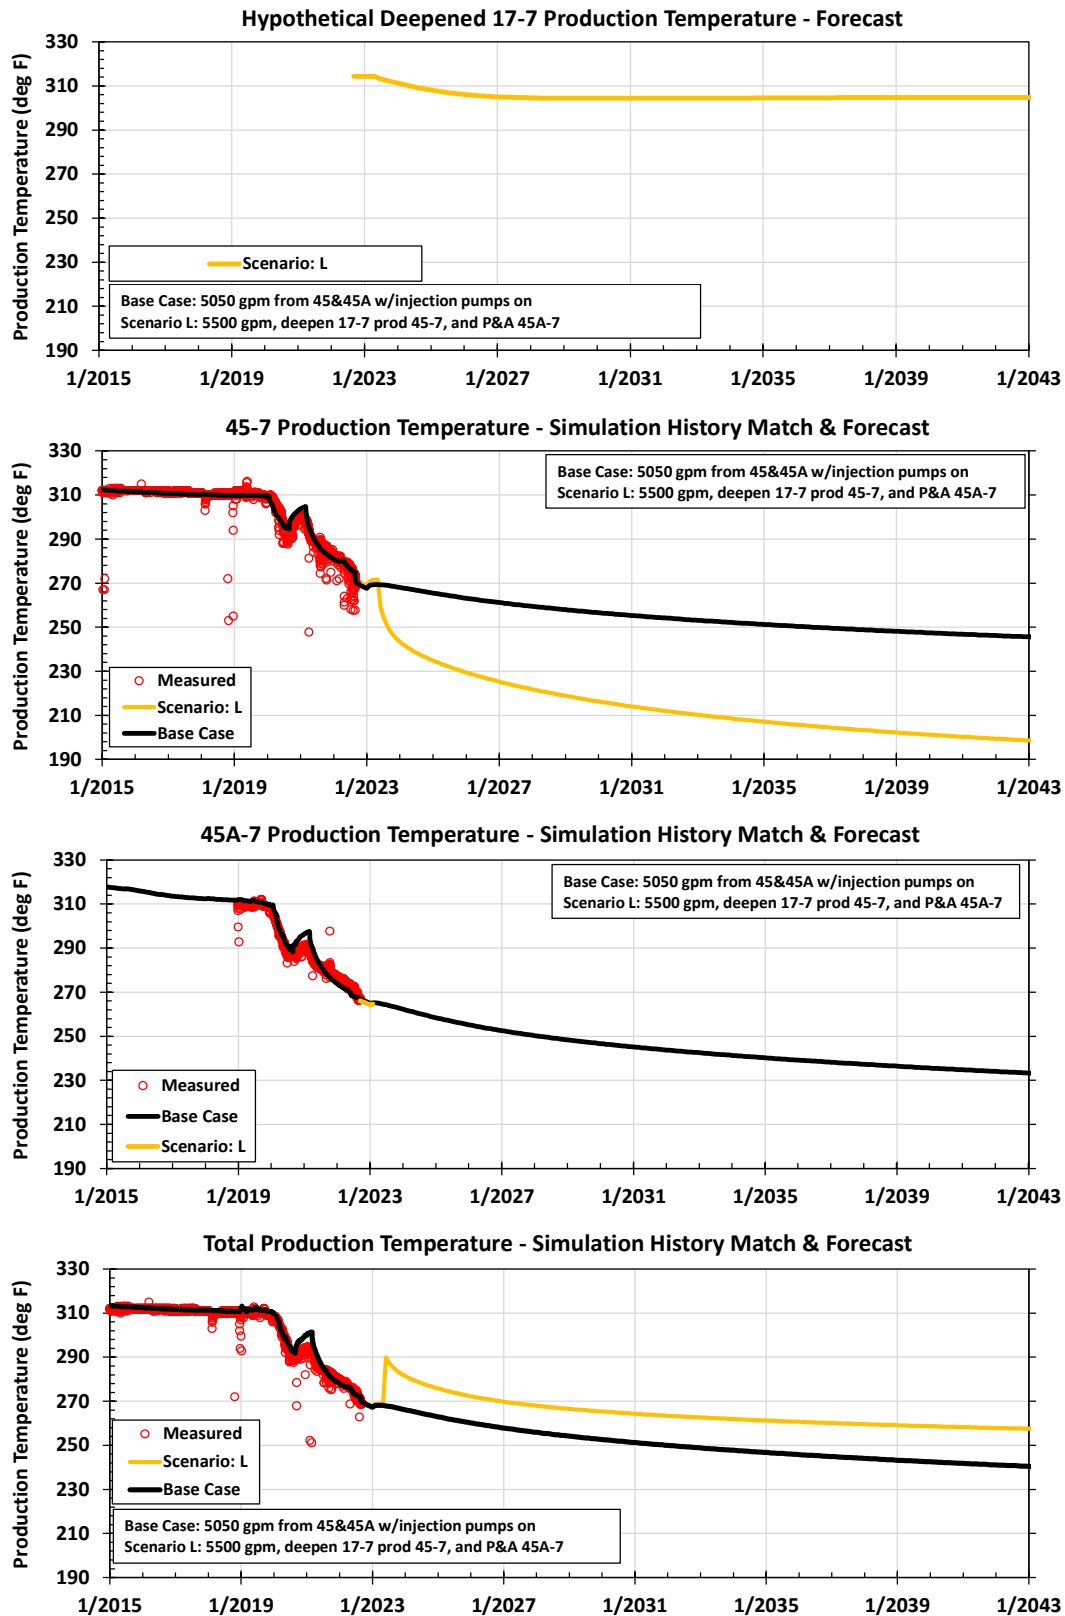 Hypothetical Deepened 17-7 Production Temperature - Forecast
Production Temperature (deg F)
330
310
290
270
250
230
210
190
Scenario: L
Base Case: 5050 gpm from 45&45A w/injection pumps on
Scenario L: 5500 gpm, deepen 17-7 prod 45-7, and P&A 45A-7
1/2015 1/2019 1/2023 1/2027 1/2031 1/2035 1/2039 1/2043
45-7 Production Temperature - Simulation History Match & Forecast
Production Temperature (deg F)
330
310
290
270
250
230
210
190
Base Case: 5050 gpm from 45&45A w/injection pumps on
Scenario L: 5500 gpm, deepen 17-7 prod 45-7, and P&A 45A-7
Measured
Scenario: L
Base Case
1/2015 1/2019 1/2023 1/2027 1/2031 1/2035 1/2039 1/2043
45A-7 Production Temperature - Simulation History Match & Forecast
Production Temperature (deg F)
330
310
290
270
250
230
210
190
Base Case: 5050 gpm from 45&45A w/injection pumps on
Scenario L: 5500 gpm, deepen 17-7 prod 45-7, and P&A 45A-7
Measured
Base Case
Scenario: L
1/2015 1/2019 1/2023 1/2027 1/2031 1/2035 1/2039 1/2043
Total Production Temperature - Simulation History Match & Forecast
Production Temperature (deg F)
330
310
290
270
250
230
210
190
Measured
Scenario: L
Base Case
Base Case: 5050 gpm from 45&45A w/injection pumps on
Scenario L: 5500 gpm, deepen 17-7 prod 45-7, and P&A 45A-7
1/2015 1/2019 1/2023 1/2027 1/2031 1/2035 1/2039 1/2043